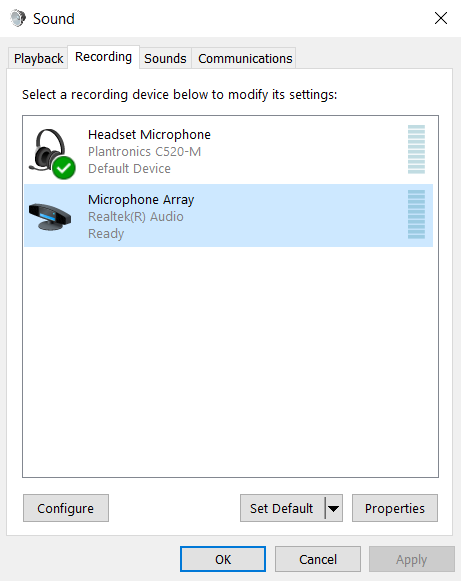 Sound
Playback Recording Sounds Communications
Select a recording device below to modify its settings:
Headset Microphone
Plantronics C520-M
Default Device
Microphone Array
Realtek(R) Audio
Ready
Configure Set Default Properties
OK Cancel Apply